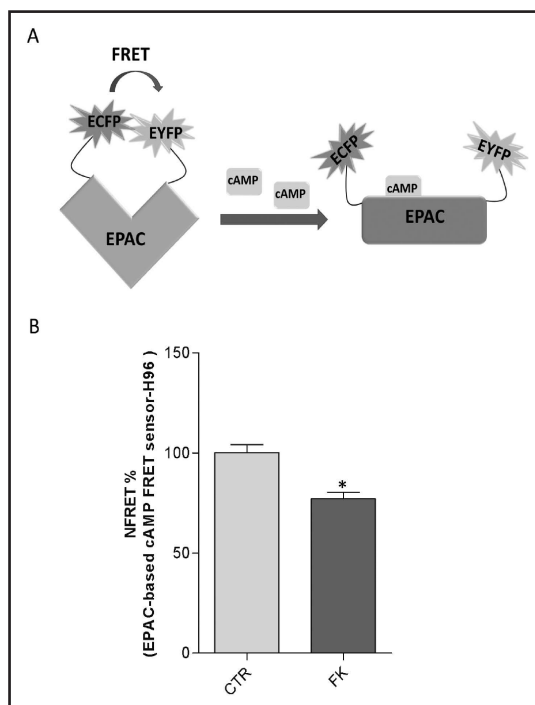 A
FRET
ECFP
EYFP
EPAC
cAMP
cAMP
ECFP
EYFP
cAMP
EPAC
B
NFRET %
(EPAC-based cAMP FRET sensor-H96 )
150
100
50
0
*
CTR
FK